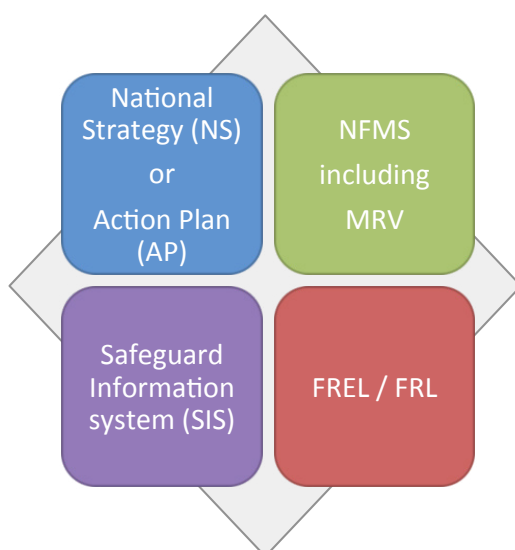 National
Strategy (NS)
or
Action Plan
(AP)
NFMS
including
MRV
Safeguard
Information
system (SIS)
FREL / FRL